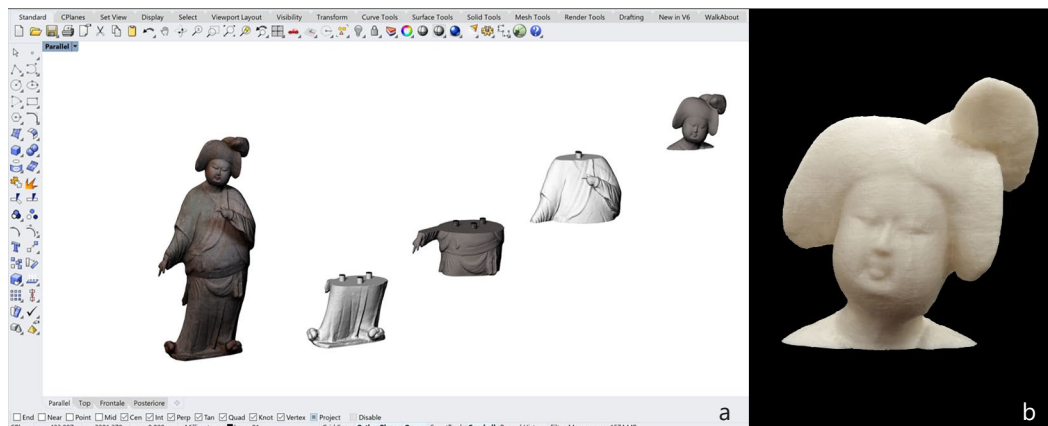 Standard CPlanes Set View Display Select Viewport Layout Visibility Transform Curve Tools Surface Tools Solid Tools Mesh Tools Render Tools Drafting New in V6 WalkAbout
Parallel
Parallel Top Frontale Posteriore
End Near Point Mid Cen Int Perp Tan Quad Knot Vertex Project Disable
a
b